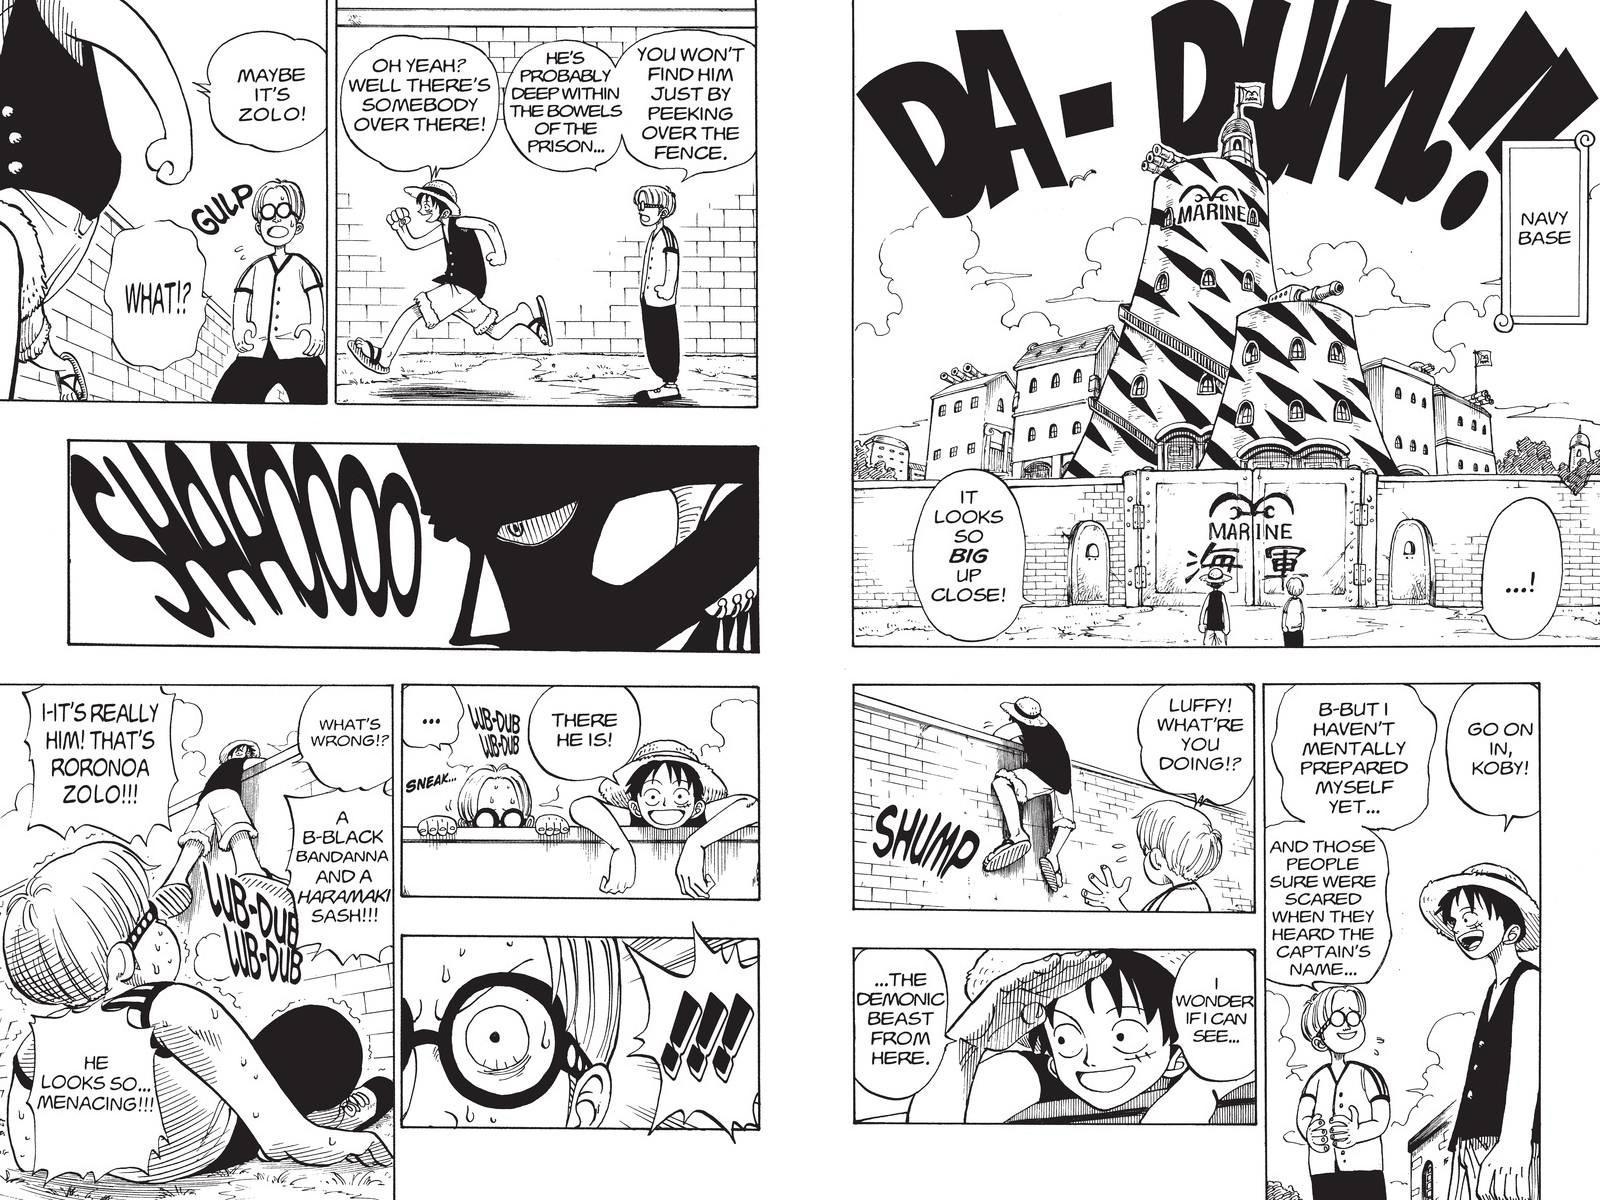 DA-DUM!!
NAVY
BASE
MARINE
MARINE
海軍
...!
IT
LOOKS
SO
BIG
UP
CLOSE!
GO ON
IN,
KOBY!
B-BUT I
HAVEN'T
MENTALLY
PREPARED
MYSELF
YET...
AND THOSE
PEOPLE
SURE WERE
SCARED
WHEN THEY
HEARD THE
CAPTAIN'S
NAME...
LUFFY!
WHAT'RE
YOU
DOING!?
SHUMP
I
WONDER
IF I CAN
SEE...
...THE
DEMONIC
BEAST
FROM
HERE.
YOU WON'T
FIND HIM
JUST BY
PEEKING
OVER THE
FENCE.
HE'S
PROBABLY
DEEP WITHIN
THE BOWELS
OF THE
PRISON...
OH YEAH?
WELL THERE'S
SOMEBODY
OVER THERE!
MAYBE
IT'S
ZOLO!
GULP
WHAT!?
SHAAAOOOO
THERE
HE IS!
LUB-DUB
LUB-DUB
...
SNEAK...
!!!
WHAT'S
WRONG!?
A
B-BLACK
BANDANNA
AND A
HARAMAKI
SASH!!!
I-IT'S REALLY
HIM! THAT'S
RORONOA
ZOLO!!!
LUB-DUB
LUB-DUB
HE
LOOKS SO...
MENACING!!!